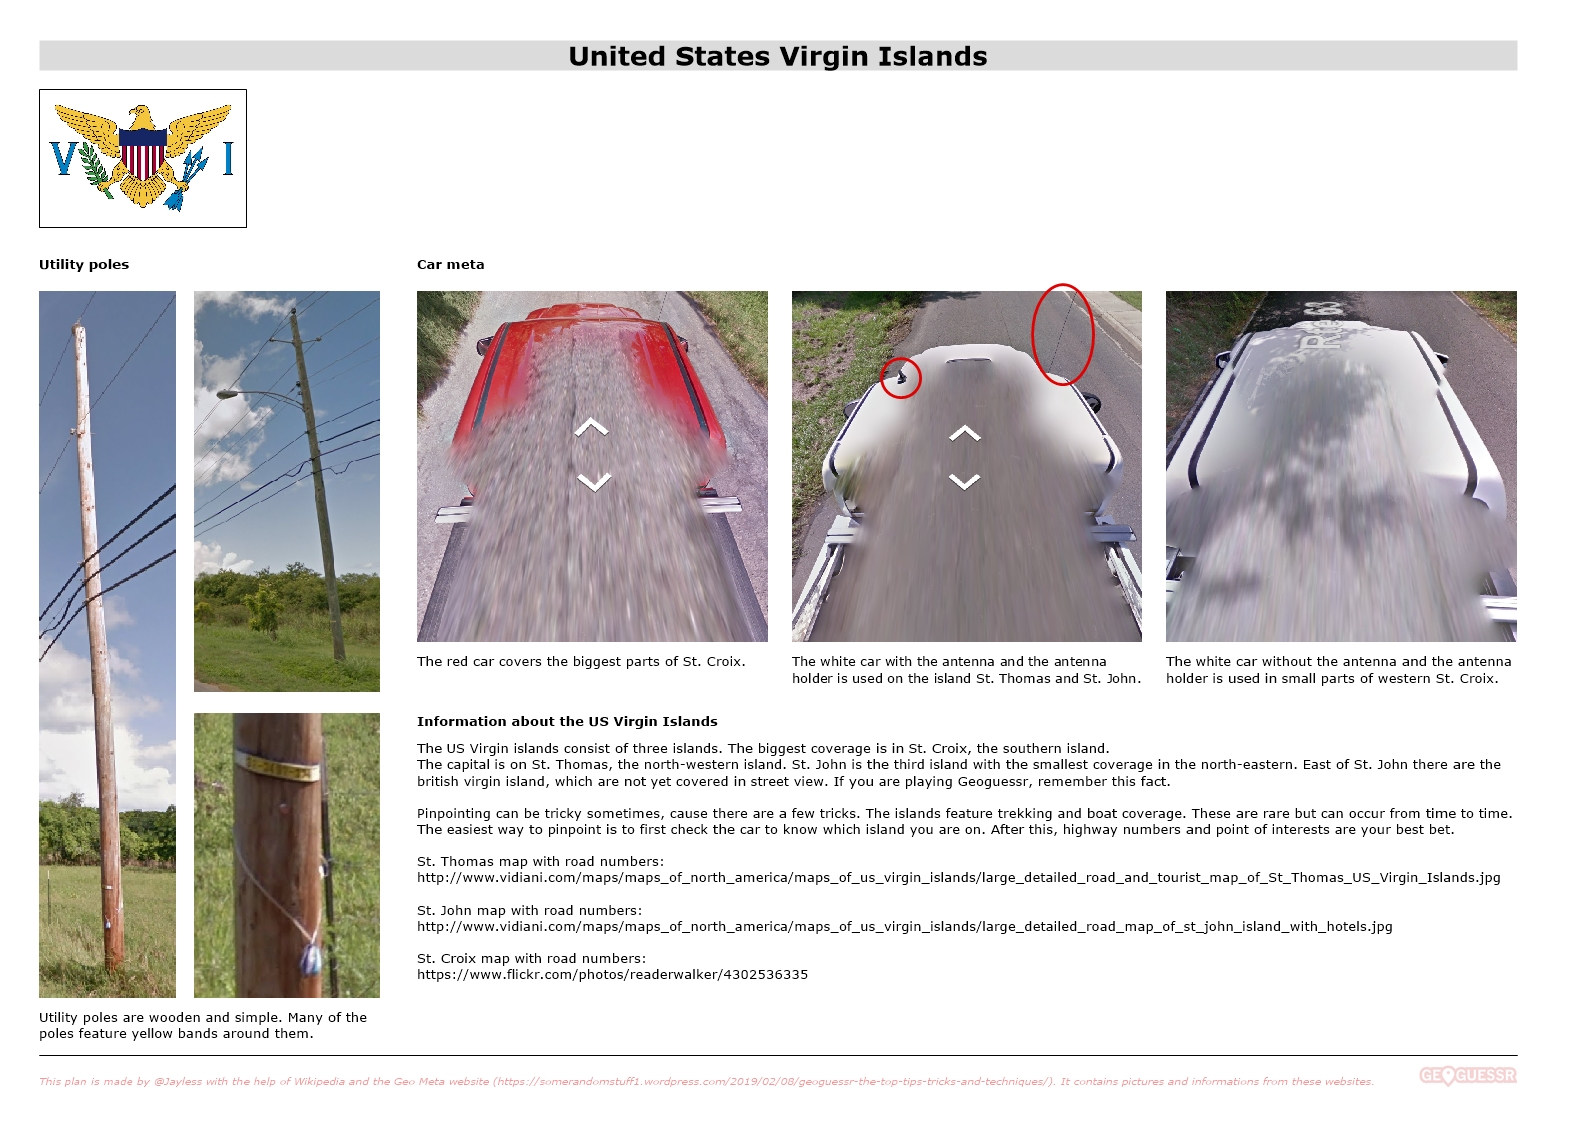 United States Virgin Islands
V I
Utility poles
Car meta
The red car covers the biggest parts of St. Croix.
The white car with the antenna and the antenna
holder is used on the island St. Thomas and St. John.
The white car without the antenna and the antenna
holder is used in small parts of western St. Croix.
Information about the US Virgin Islands
The US Virgin islands consist of three islands. The biggest coverage is in St. Croix, the southern island.
The capital is on St. Thomas, the north-western island. St. John is the third island with the smallest coverage in the north-eastern. East of St. John there are the
british virgin island, which are not yet covered in street view. If you are playing Geoguessr, remember this fact.
Pinpointing can be tricky sometimes, cause there are a few tricks. The islands feature trekking and boat coverage. These are rare but can occur from time to time.
The easiest way to pinpoint is to first check the car to know which island you are on. After this, highway numbers and point of interests are your best bet.
St. Thomas map with road numbers:
http://www.vidiani.com/maps/maps_of_north_america/maps_of_us_virgin_islands/large_detailed_road_and_tourist_map_of_St_Thomas_US_Virgin_Islands.jpg
St. John map with road numbers:
http://www.vidiani.com/maps/maps_of_north_america/maps_of_us_virgin_islands/large_detailed_road_map_of_st_john_island_with_hotels.jpg
St. Croix map with road numbers:
https://www.flickr.com/photos/readerwalker/4302536335
Utility poles are wooden and simple. Many of the
poles feature yellow bands around them.
This plan is made by @Jayless with the help of Wikipedia and the Geo Meta website (https://somerandomstuff1.wordpress.com/2019/02/08/geoguessr-the-top-tips-tricks-and-techniques/). It contains pictures and informations from these websites.
GEOGUESSR